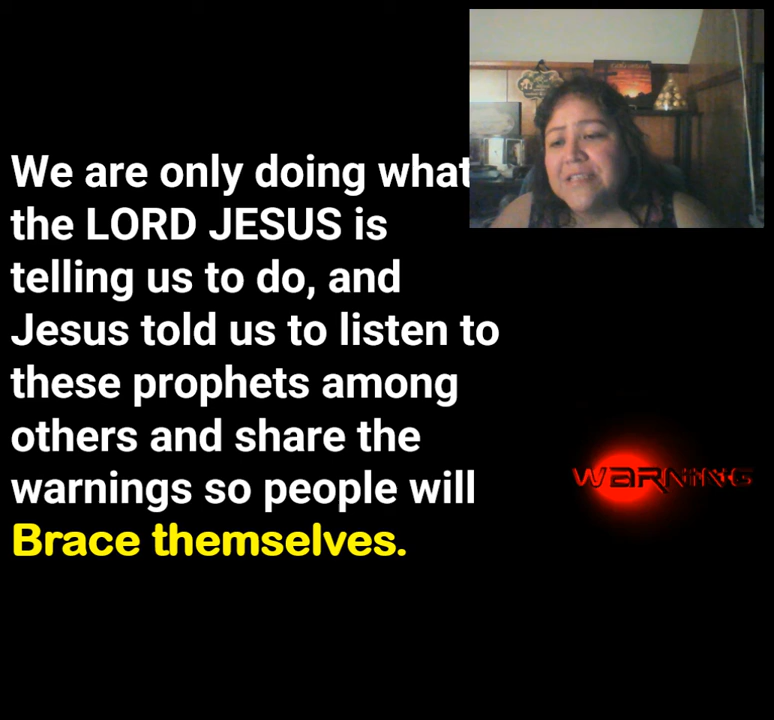 We are only doing what
the LORD JESUS is
telling us to do, and
Jesus told us to listen to
these prophets among
others and share the
warnings so people will
Brace themselves.
WARNING